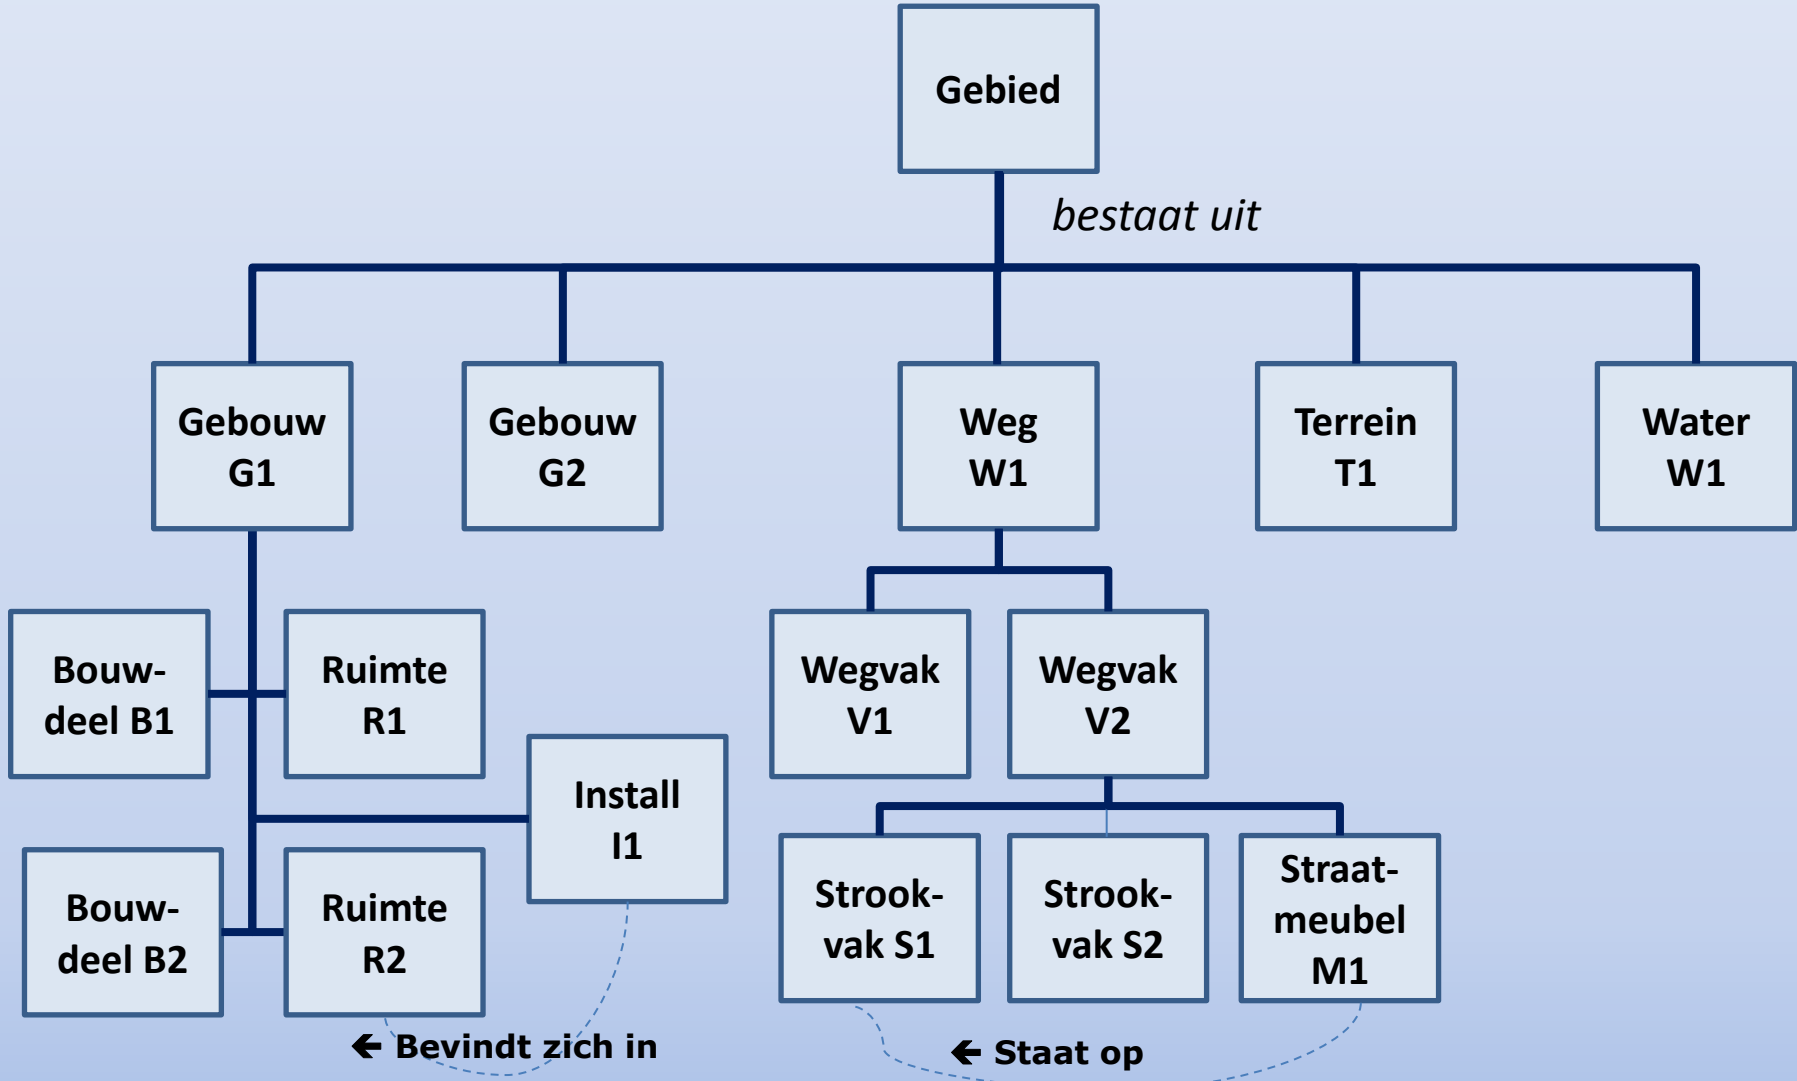 Gebied
bestaat uit
Gebouw
G1
Gebouw
G2
Weg
W1
Terrein
T1
Water
W1
Bouw-
deel B1
Ruimte
R1
Install
I1
Wegvak
V1
Wegvak
V2
Bouw-
deel B2
Ruimte
R2
Strook-
vak S1
Strook-
vak S2
Straat-
meubel
M1
← Bevindt zich in
← Staat op